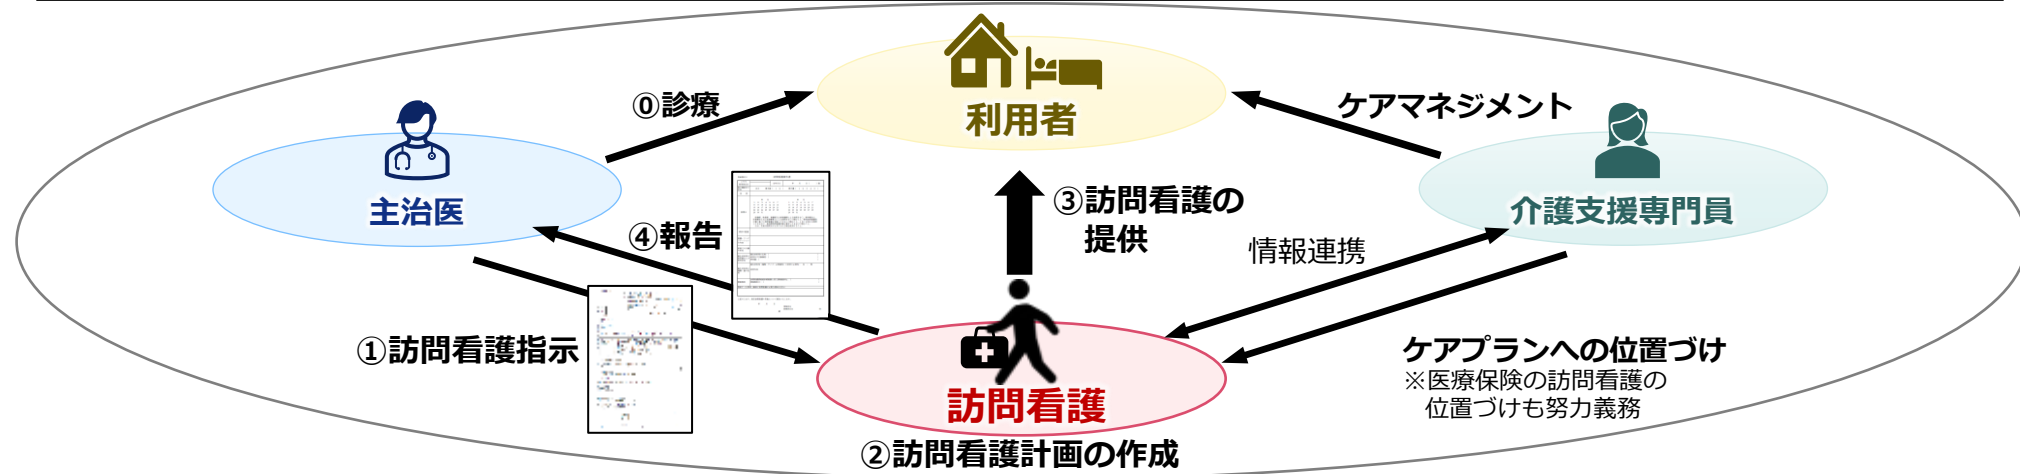 ⓪診療
利用者
ケアマネジメント
主治医
④報告
③訪問看護の
提供
介護支援専門員
情報連携
①訪問看護指示
訪問看護
②訪問看護計画の作成
ケアプランへの位置づけ
※医療保険の訪問看護の
位置づけも努力義務